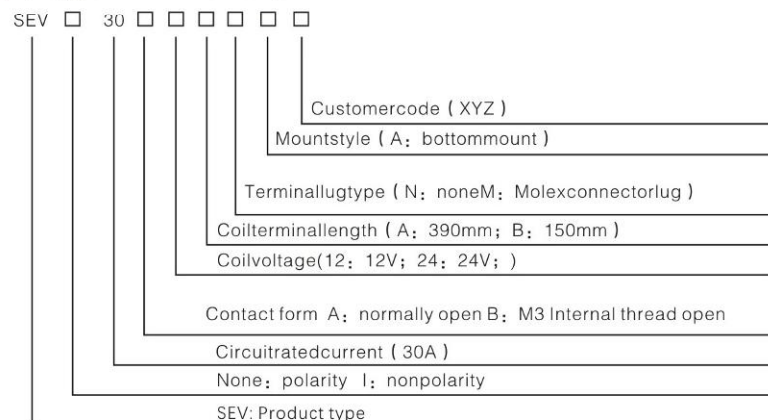 SEV □ 30 □ □ □ □ □ □
Customercode ( XYZ )
Mountstyle ( A: bottommount )
Terminallugtype ( N: noneM: Molexconnectorlug )
Coilterminallength ( A: 390mm; B: 150mm )
Coilvoltage(12: 12V; 24: 24V; )
Contact form A: normally open B: M3 Internal thread open
Circuitratedcurrent ( 30A )
None: polarity I: nonpolarity
SEV: Product type